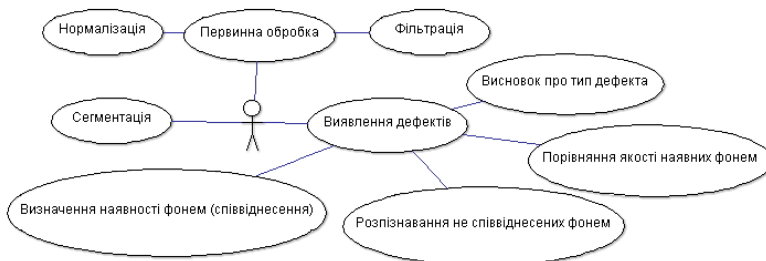 Нормалізація
Первинна обробка
Фільтрація
Висновок про тип дефекта
Сегментація
Виявлення дефектів
Порівняння якості наявних фонем
Визначення наявності фонем (співвіднесення)
Розпізнавання не співвіднесених фонем